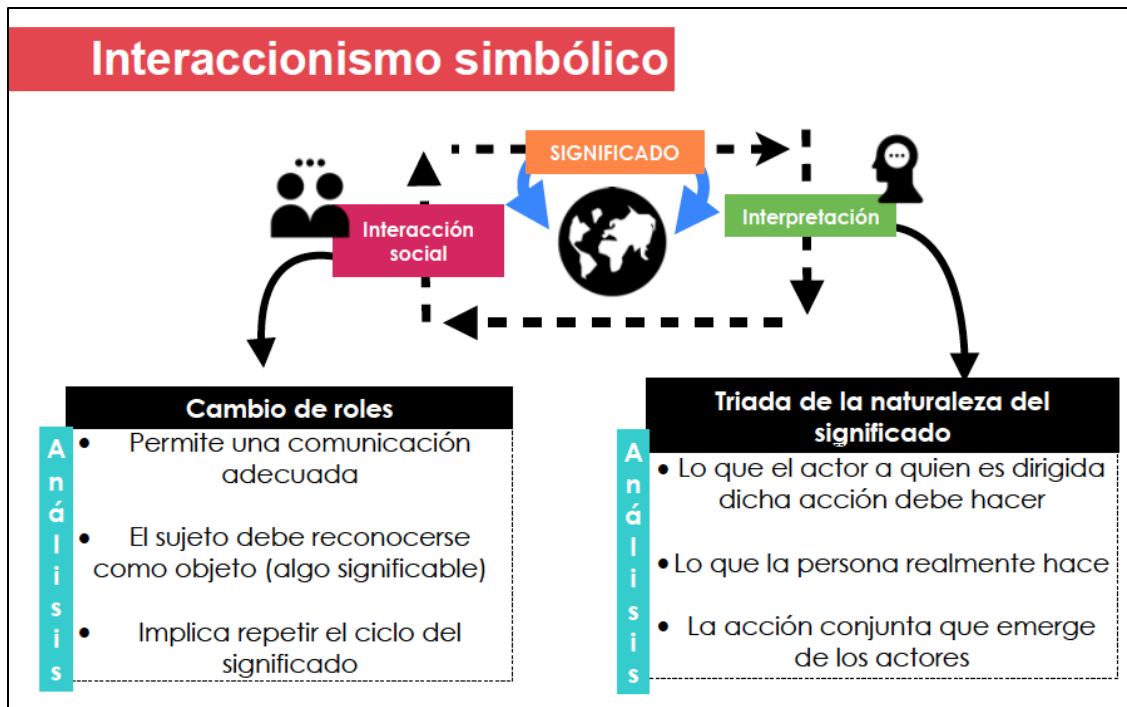 Interaccionismo simbólico
SIGNIFICADO
Interacción
social
Interpretación
Cambio de roles
Análisis
• Permite una comunicación
adecuada
• El sujeto debe reconocerse
como objeto (algo significable)
• Implica repetir el ciclo del
significado
Triada de la naturaleza del
significado
Análisis
• Lo que el actor a quien es dirigida
dicha acción debe hacer
• Lo que la persona realmente hace
• La acción conjunta que emerge
de los actores